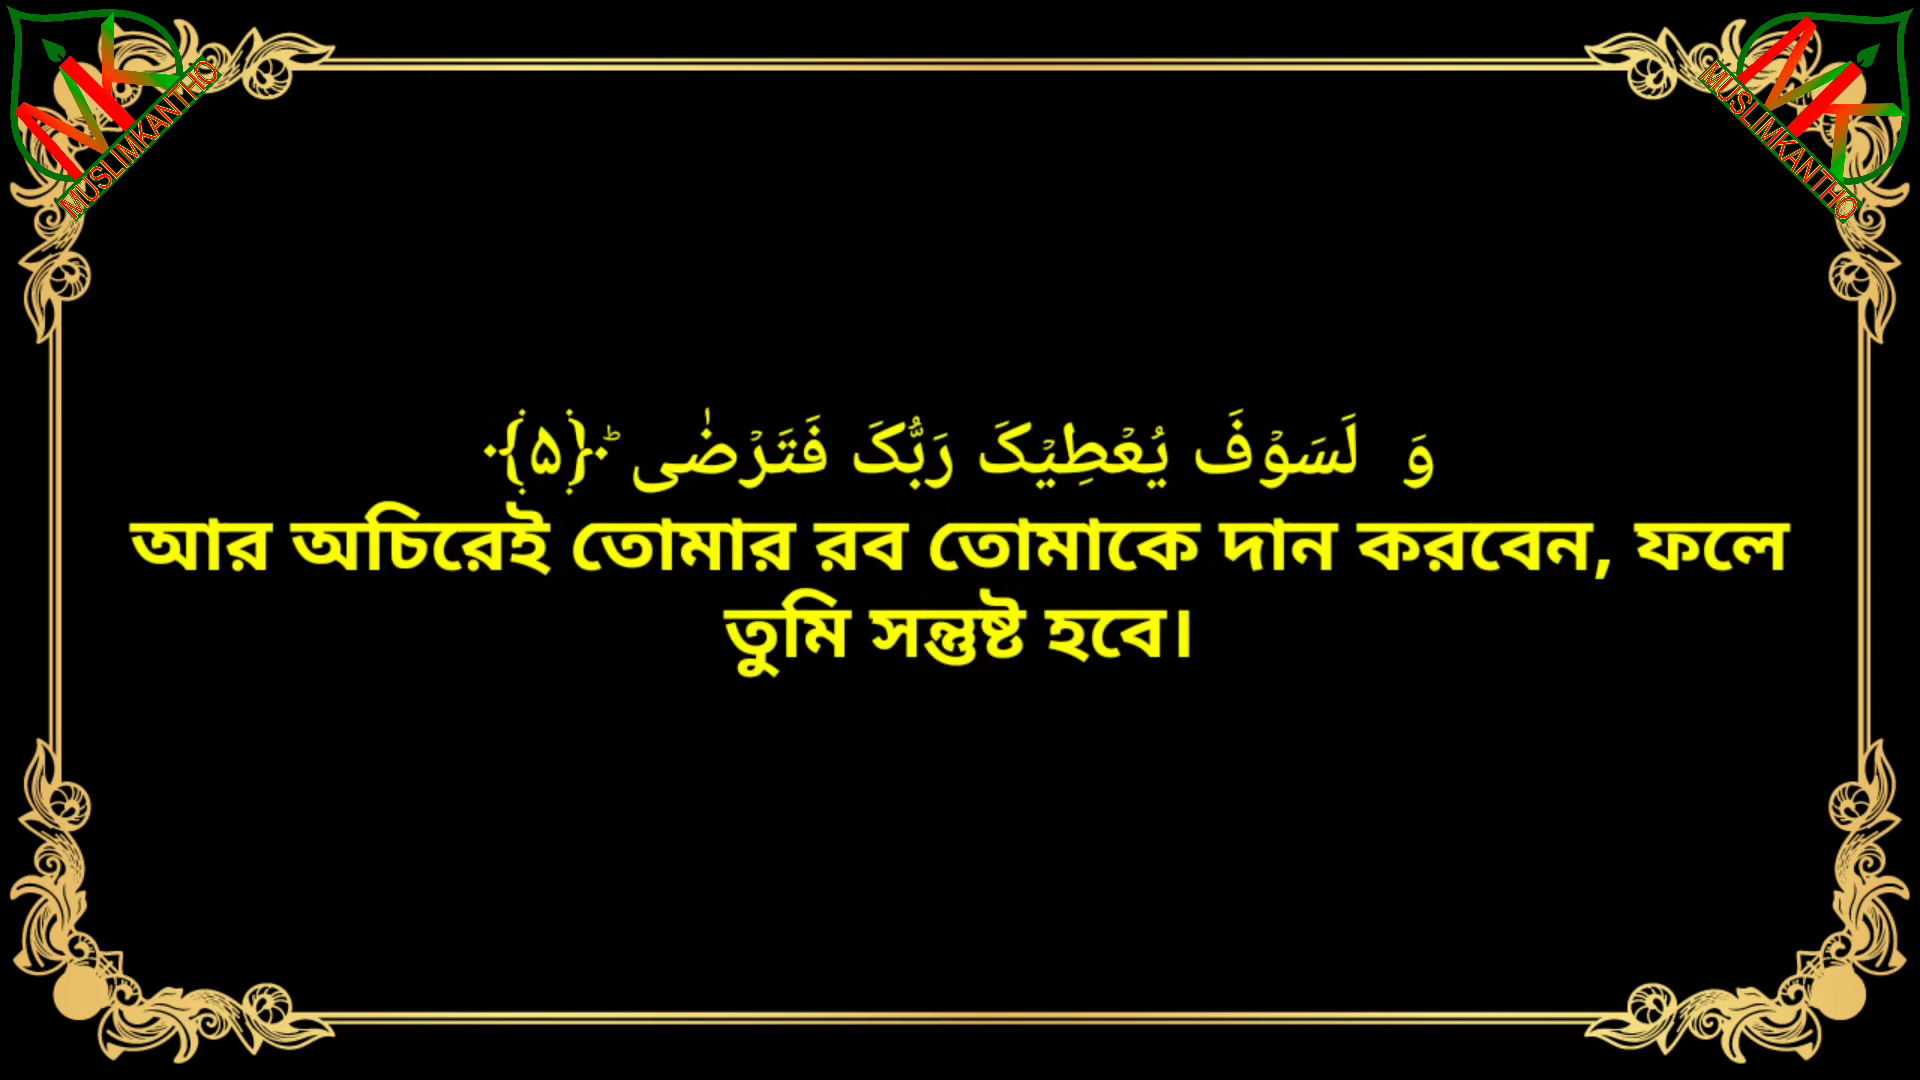 MUSLIMKANTHO
MUSLIMKANTHO
وَ لَسَوۡفَ یُعۡطِیۡکَ رَبُّکَ فَتَرۡضٰی ؕ﴿۵﴾
আর অচিরেই তোমার রব তোমাকে দান করবেন, ফলে
তুমি সন্তুষ্ট হবে।